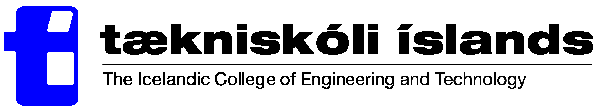 tækniskóli íslands
The Icelandic College of Engineering and Technology